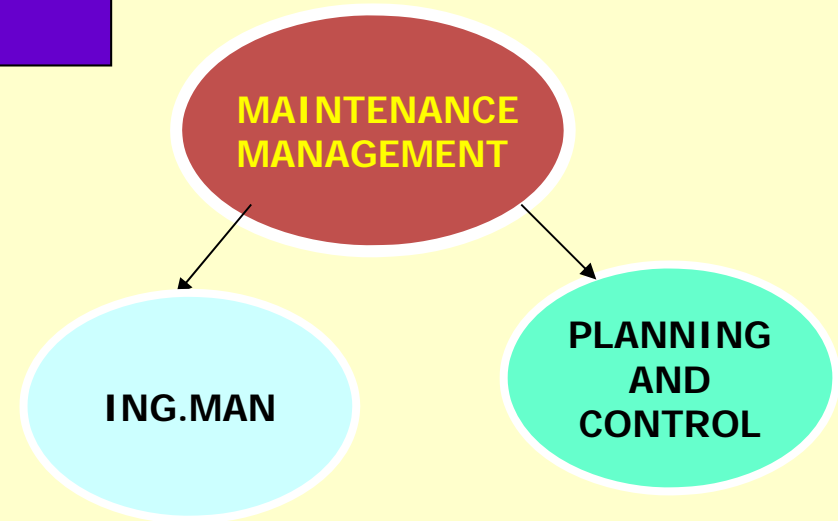 MAINTENANCE
MANAGEMENT
ING.MAN
PLANNING
AND
CONTROL